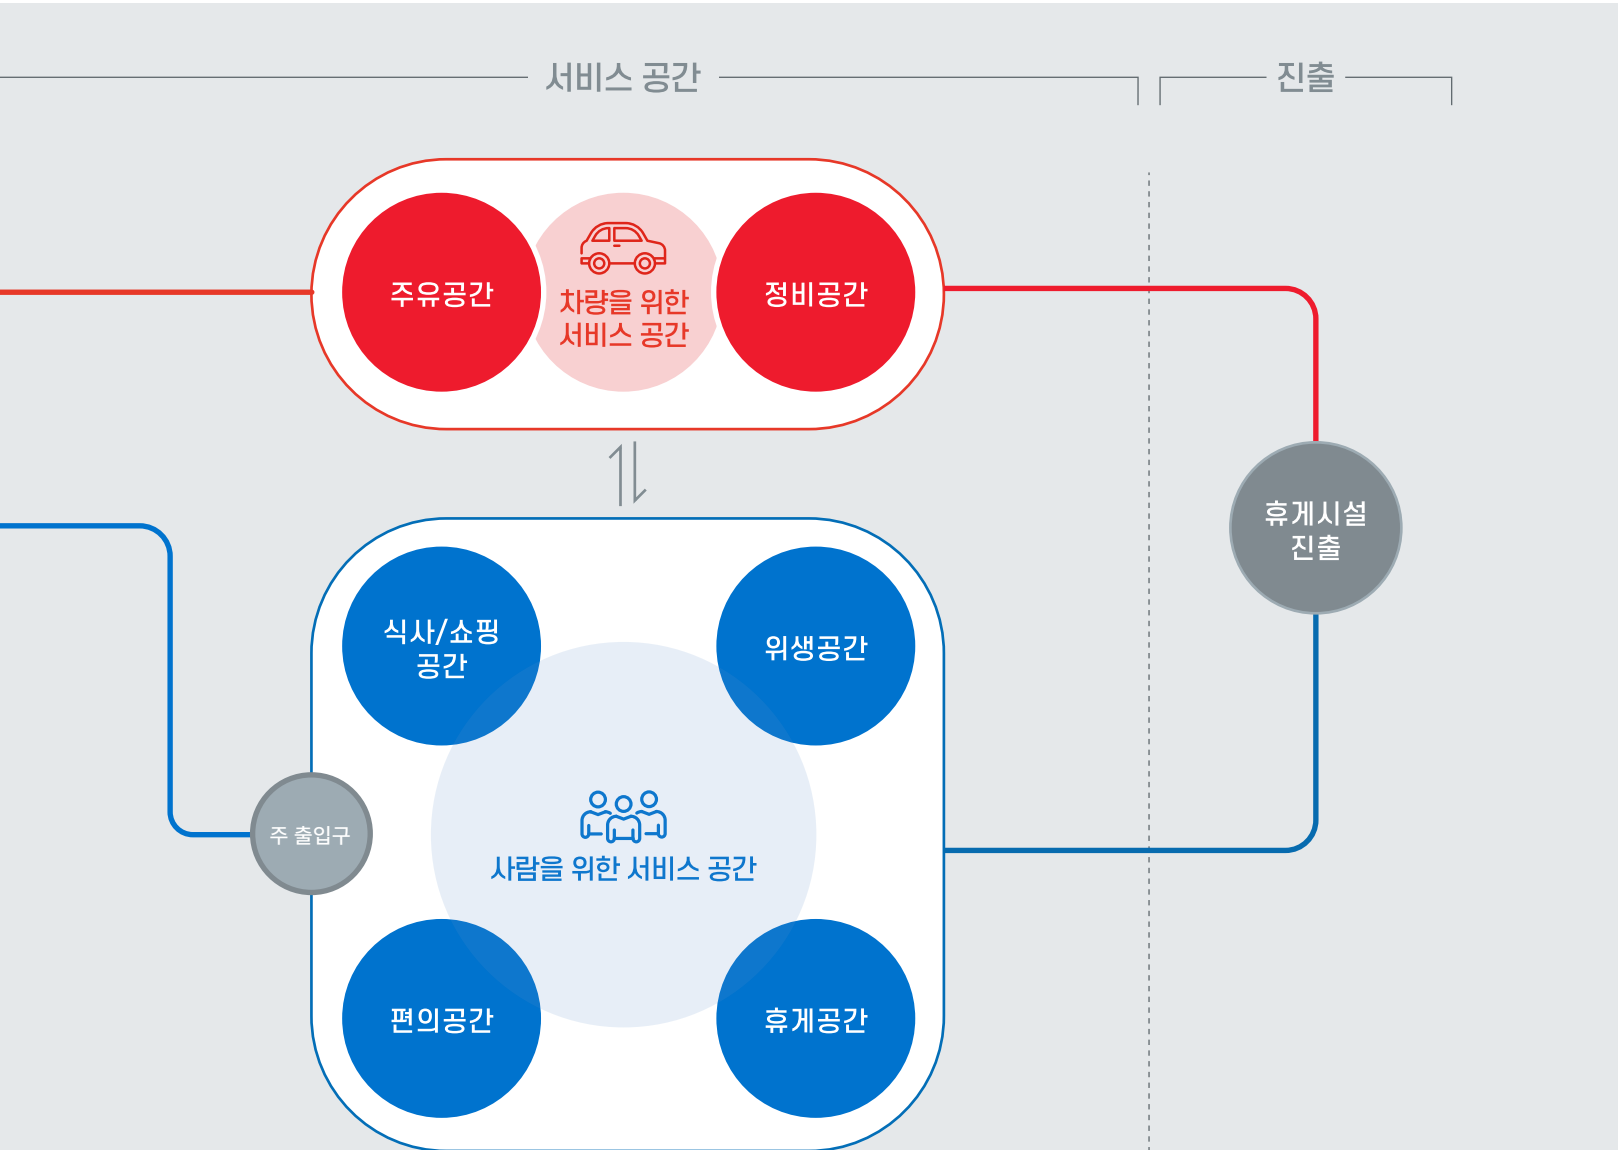 서비스 공간
진출
주유공간
차량을 위한
서비스 공간
정비공간
휴게시설
진출
식사/쇼핑
공간
위생공간
주 출입구
사람을 위한 서비스 공간
편의공간
휴게공간